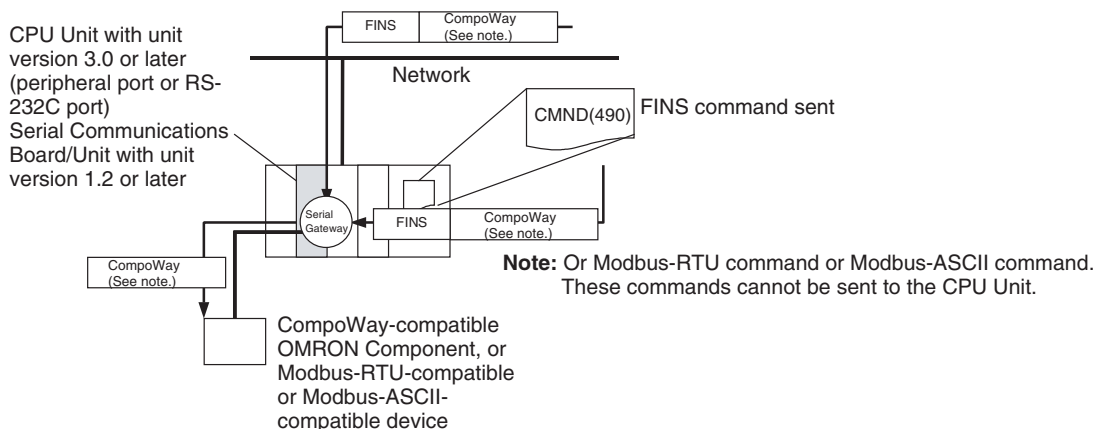 FINS
CompoWay
(See note.)
CPU Unit with unit
version 3.0 or later
(peripheral port or RS-
232C port)
Serial Communications
Board/Unit with unit
version 1.2 or later
Network
CMND(490)
FINS command sent
Serial
Gateway
FINS
CompoWay
(See note.)
CompoWay
(See note.)
Note: Or Modbus-RTU command or Modbus-ASCII command.
These commands cannot be sent to the CPU Unit.
CompoWay-compatible
OMRON Component, or
Modbus-RTU-compatible
or Modbus-ASCII-
compatible device